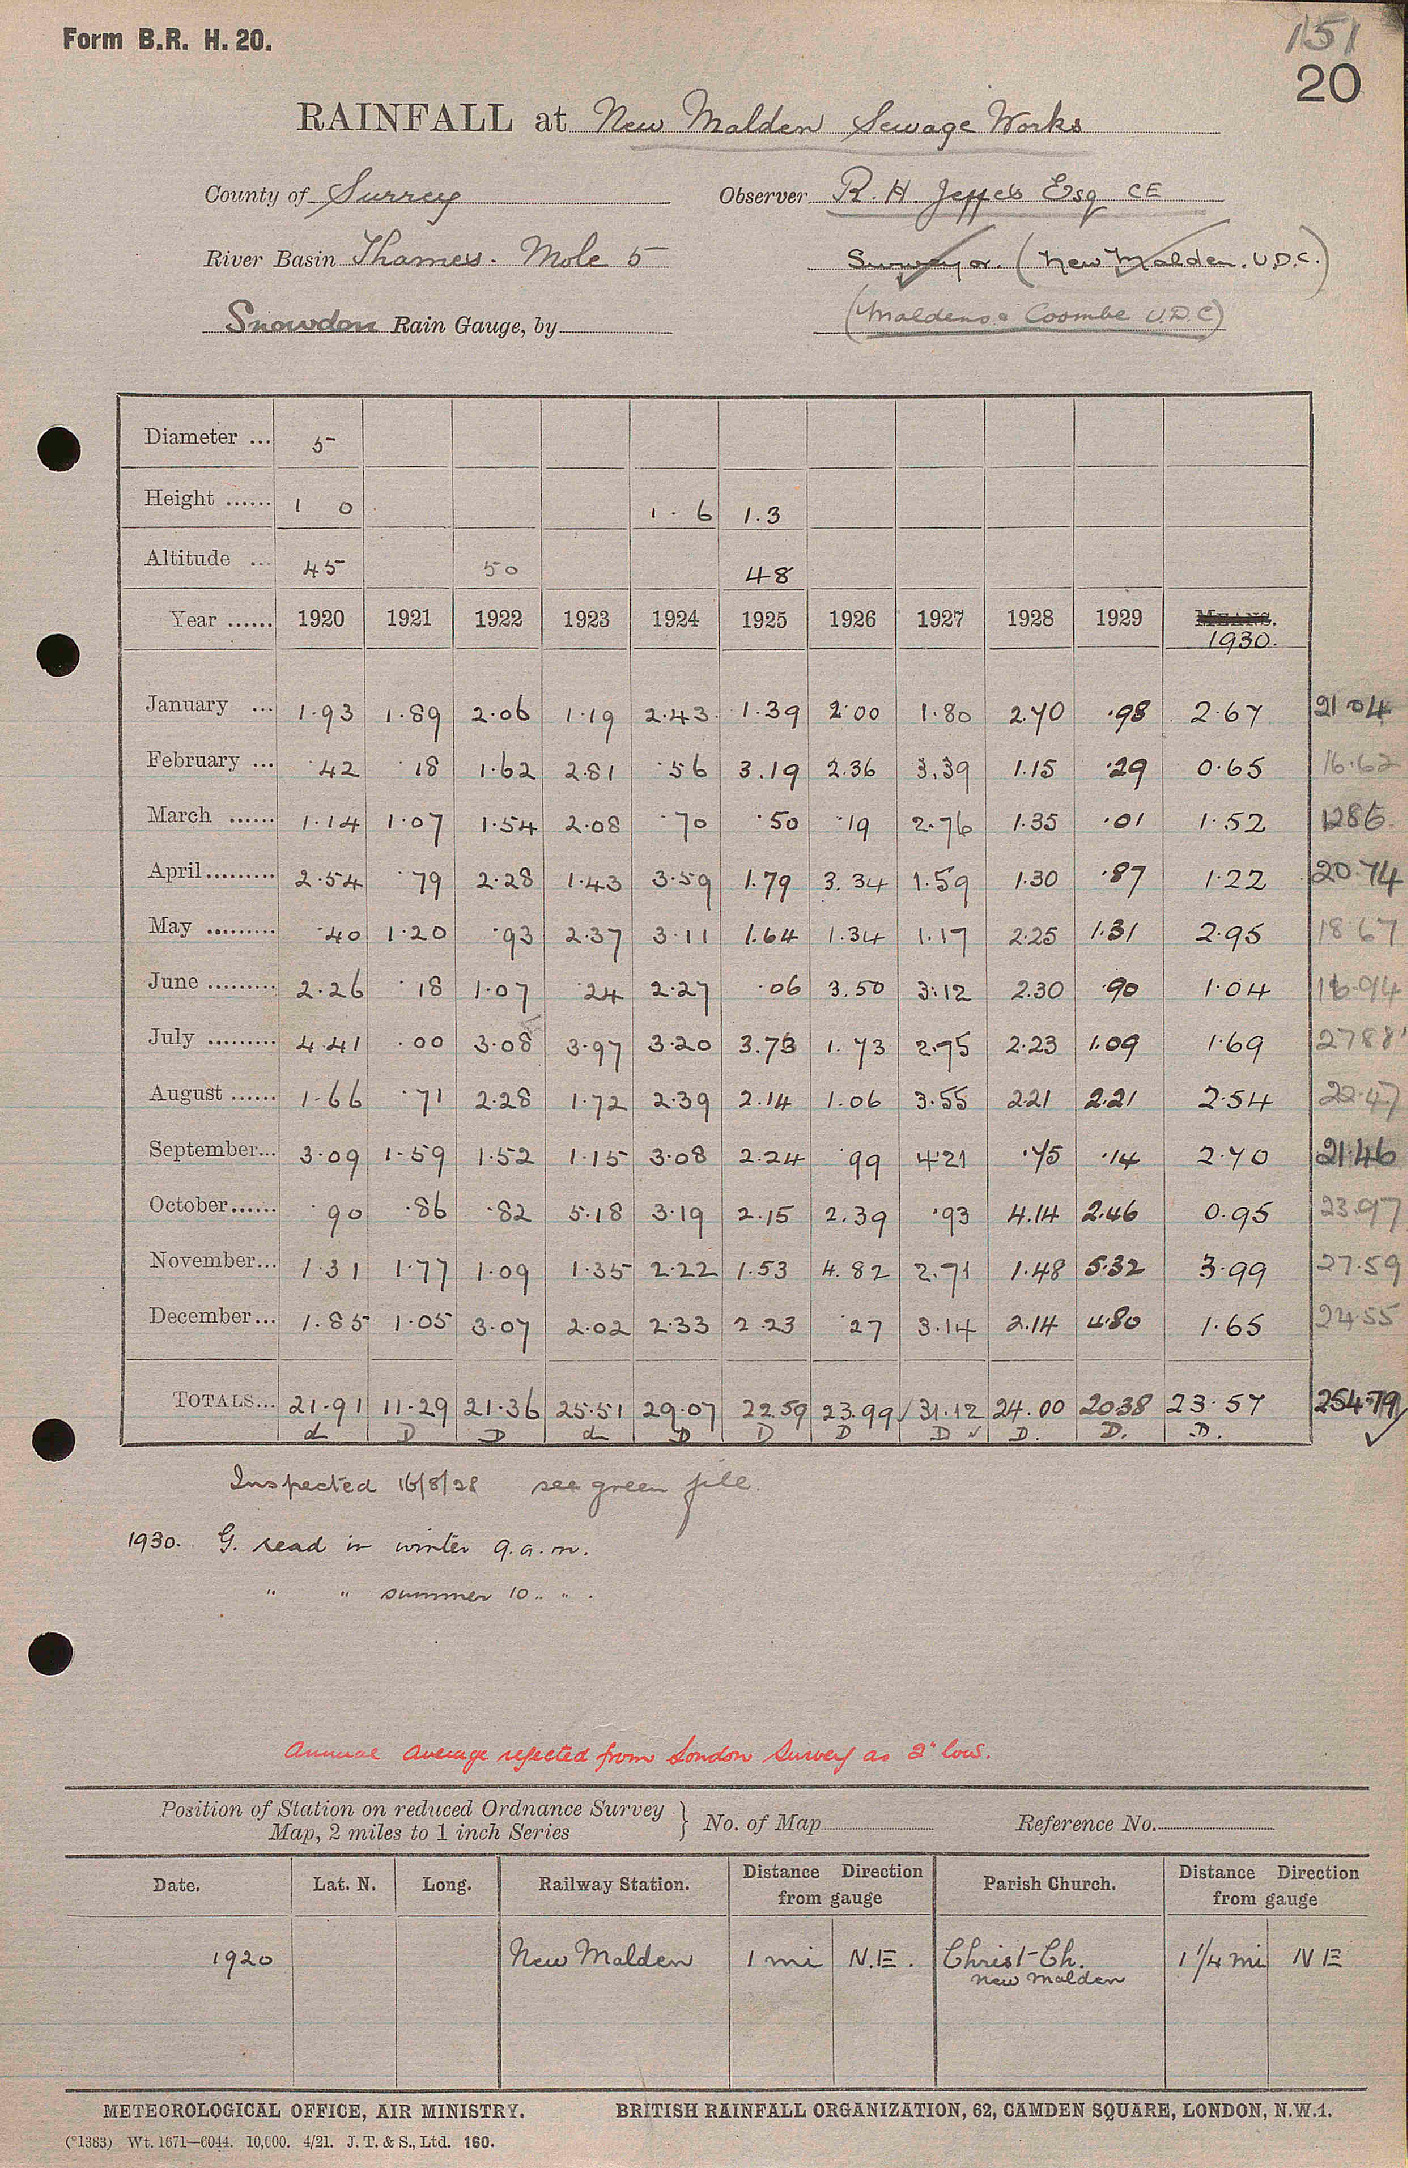 Form B.R. H. 20.
151
20
RAINFALL at New Malden Sewage Works
County of Surrey Observer R. H Jeffes Esq CE
River Basin Thames. Mole 5 Surveyor (New Malden. U.D.C.)
Snowdon Rain Gauge, by (Maldens & Coombe U.D.C)
Diameter ... 5
Height ...... 1 0 1 . 6 1.3
Altitude ... 45 50 48
Year ...... 1920 1921 1922 1923 1924 1925 1926 1927 1928 1929 MEANS. 1930.
January ... 1.93 1.89 2.06 1.19 2.43 1.39 2.00 1.80 2.70 .98 2.67 21.04
February ... .42 .18 1.62 2.81 .56 3.19 2.36 3.39 1.15 .29 0.65 16.62
March ...... 1.14 1.07 1.54 2.08 .70 .50 .19 2.76 1.35 .01 1.52 12.86
April ......... 2.54 .79 2.28 1.43 3.59 1.79 3.34 1.59 1.30 .87 1.22 20.74
May ......... .40 1.20 .93 2.37 3.11 1.64 1.34 1.17 2.25 1.31 2.95 18.67
June ......... 2.26 .18 1.07 .24 2.27 .06 3.50 3.12 2.30 .90 1.04 16.94
July ......... 4.41 .00 3.08 3.97 3.20 3.73 1.73 2.75 2.23 1.09 1.69 27.88
August ...... 1.66 .71 2.28 1.72 2.39 2.14 1.06 3.55 2.21 2.21 2.54 22.47
September... 3.09 1.59 1.52 1.15 3.08 2.24 .99 4.21 .75 .14 2.70 21.46
October...... .90 .86 .82 5.18 3.19 2.15 2.39 .93 4.14 2.46 0.95 23.97
November... 1.31 1.77 1.09 1.35 2.22 1.53 4.82 2.71 1.48 5.32 3.99 27.59
December... 1.85 1.05 3.07 2.02 2.33 2.23 .27 3.14 2.14 4.80 1.65 24.55
TOTALS... 21.91 11.29 21.36 25.51 29.07 22.59 23.99 31.12 24.00 20.38 23.57 254.79
d D D d D D D D D. D. D.
Inspected 16/8/28 see green file.
1930. G. read in winter 9.a.m.
" " summer 10 " " .
Annual average rejected from London Survey as 2" low.
Position of Station on reduced Ordnance Survey
Map, 2 miles to 1 inch Series } No. of Map Reference No.
Date. Lat. N. Long. Railway Station. Distance Direction from gauge Parish Church. Distance Direction from gauge
1920 New Malden 1 mi N.E. Christ Ch. New Malden 1 1/4 mi N E
METEOROLOGICAL OFFICE, AIR MINISTRY. BRITISH RAINFALL ORGANIZATION, 62, CAMDEN SQUARE, LONDON, N.W.1.
(*1383) Wt. 1671—6044. 10,000. 4/21. J. T. & S., Ltd. 160.